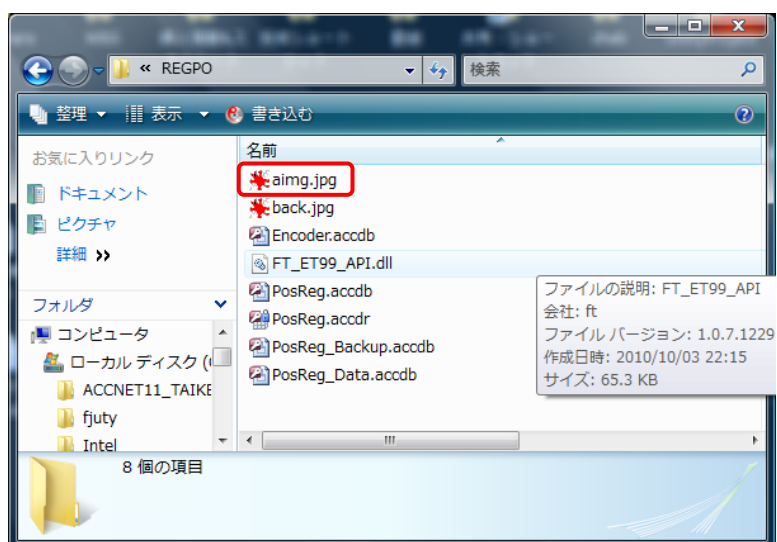 « REGPO
検索
整理
表示
書き込む
お気に入りリンク
ドキュメント
ピクチャ
詳細 »
フォルダ
コンピュータ
ローカル ディスク (
ACCNET11_TAIKE
fjuty
Intel
名前
aimg.jpg
back.jpg
Encoder.accdb
FT_ET99_API.dll
PosReg.accdb
PosReg.accdr
PosReg_Backup.accdb
PosReg_Data.accdb
ファイルの説明: FT_ET99_API
会社: ft
ファイル バージョン: 1.0.7.1229
作成日時: 2010/10/03 22:15
サイズ: 65.3 KB
8 個の項目